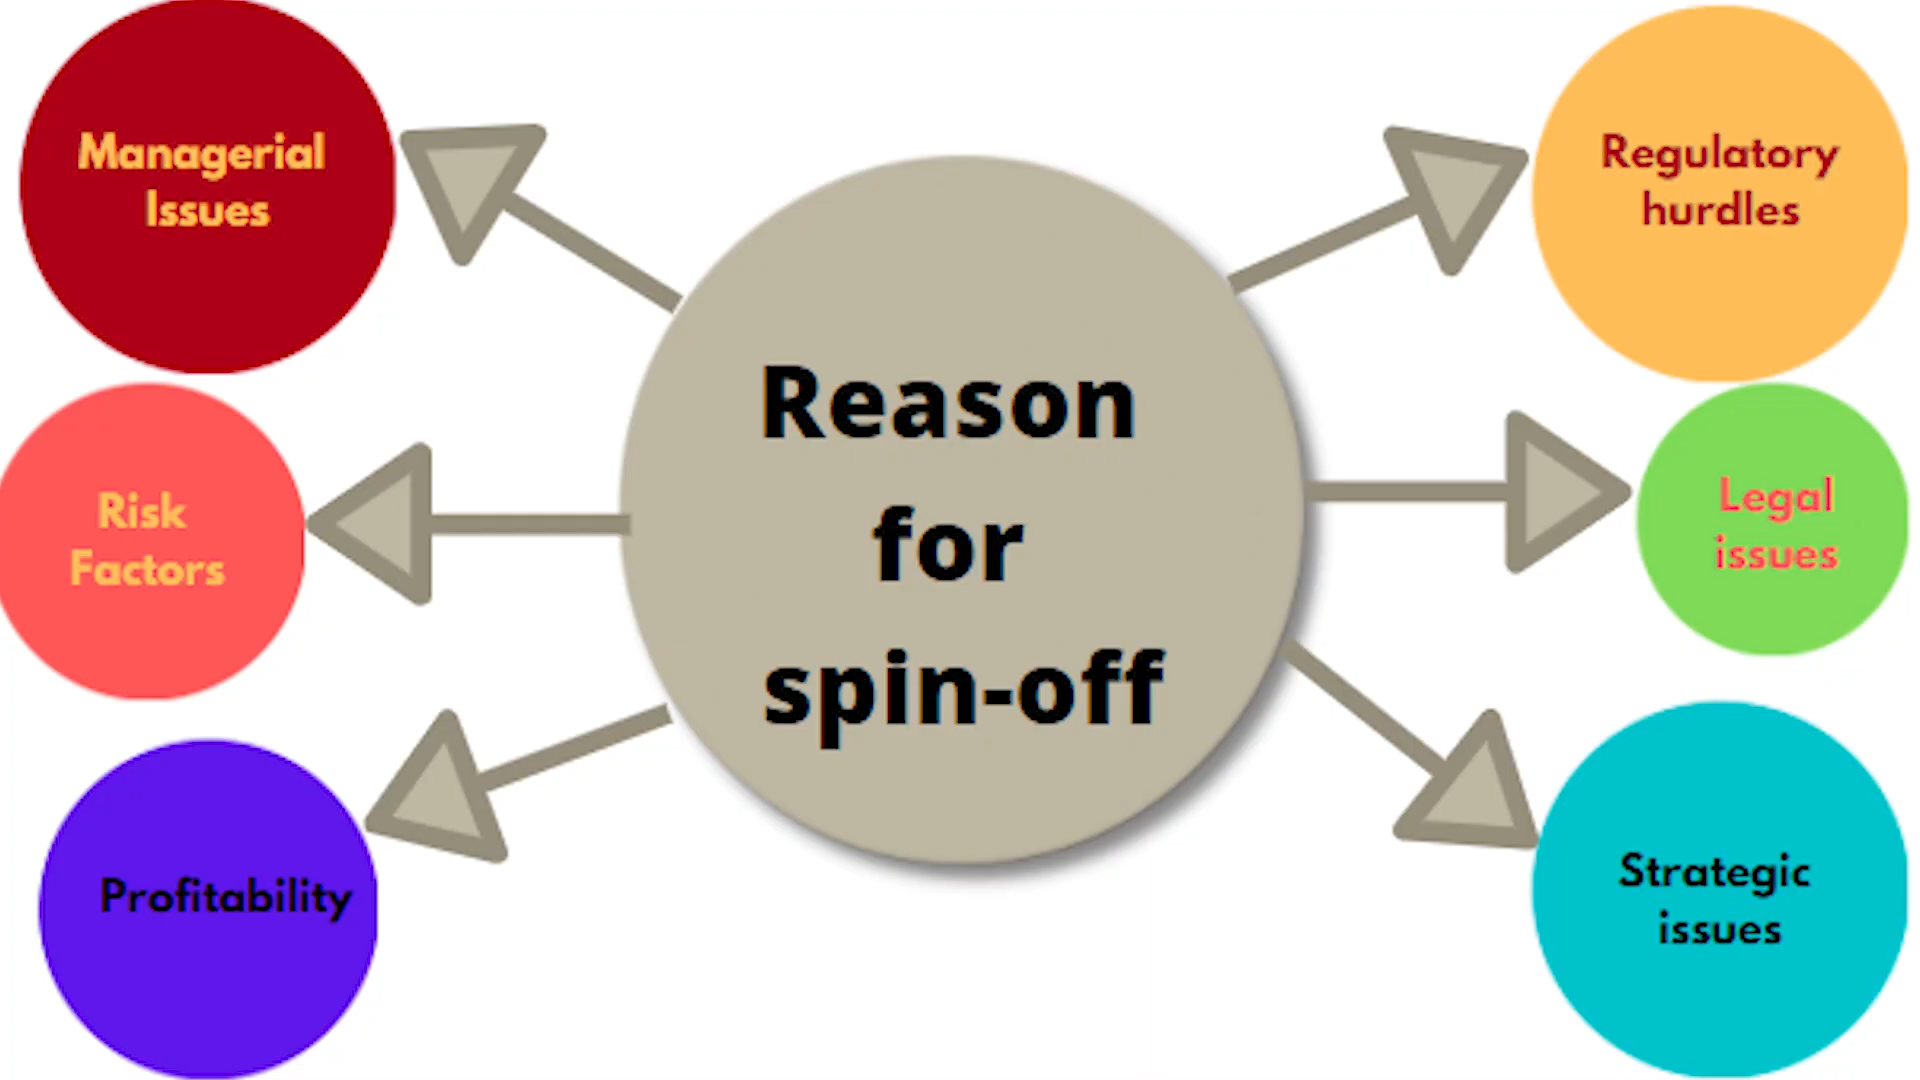 Managerial
Issues
Regulatory
hurdles
Reason
for
spin-off
Risk
Factors
Legal
issues
Profitability
Strategic
issues